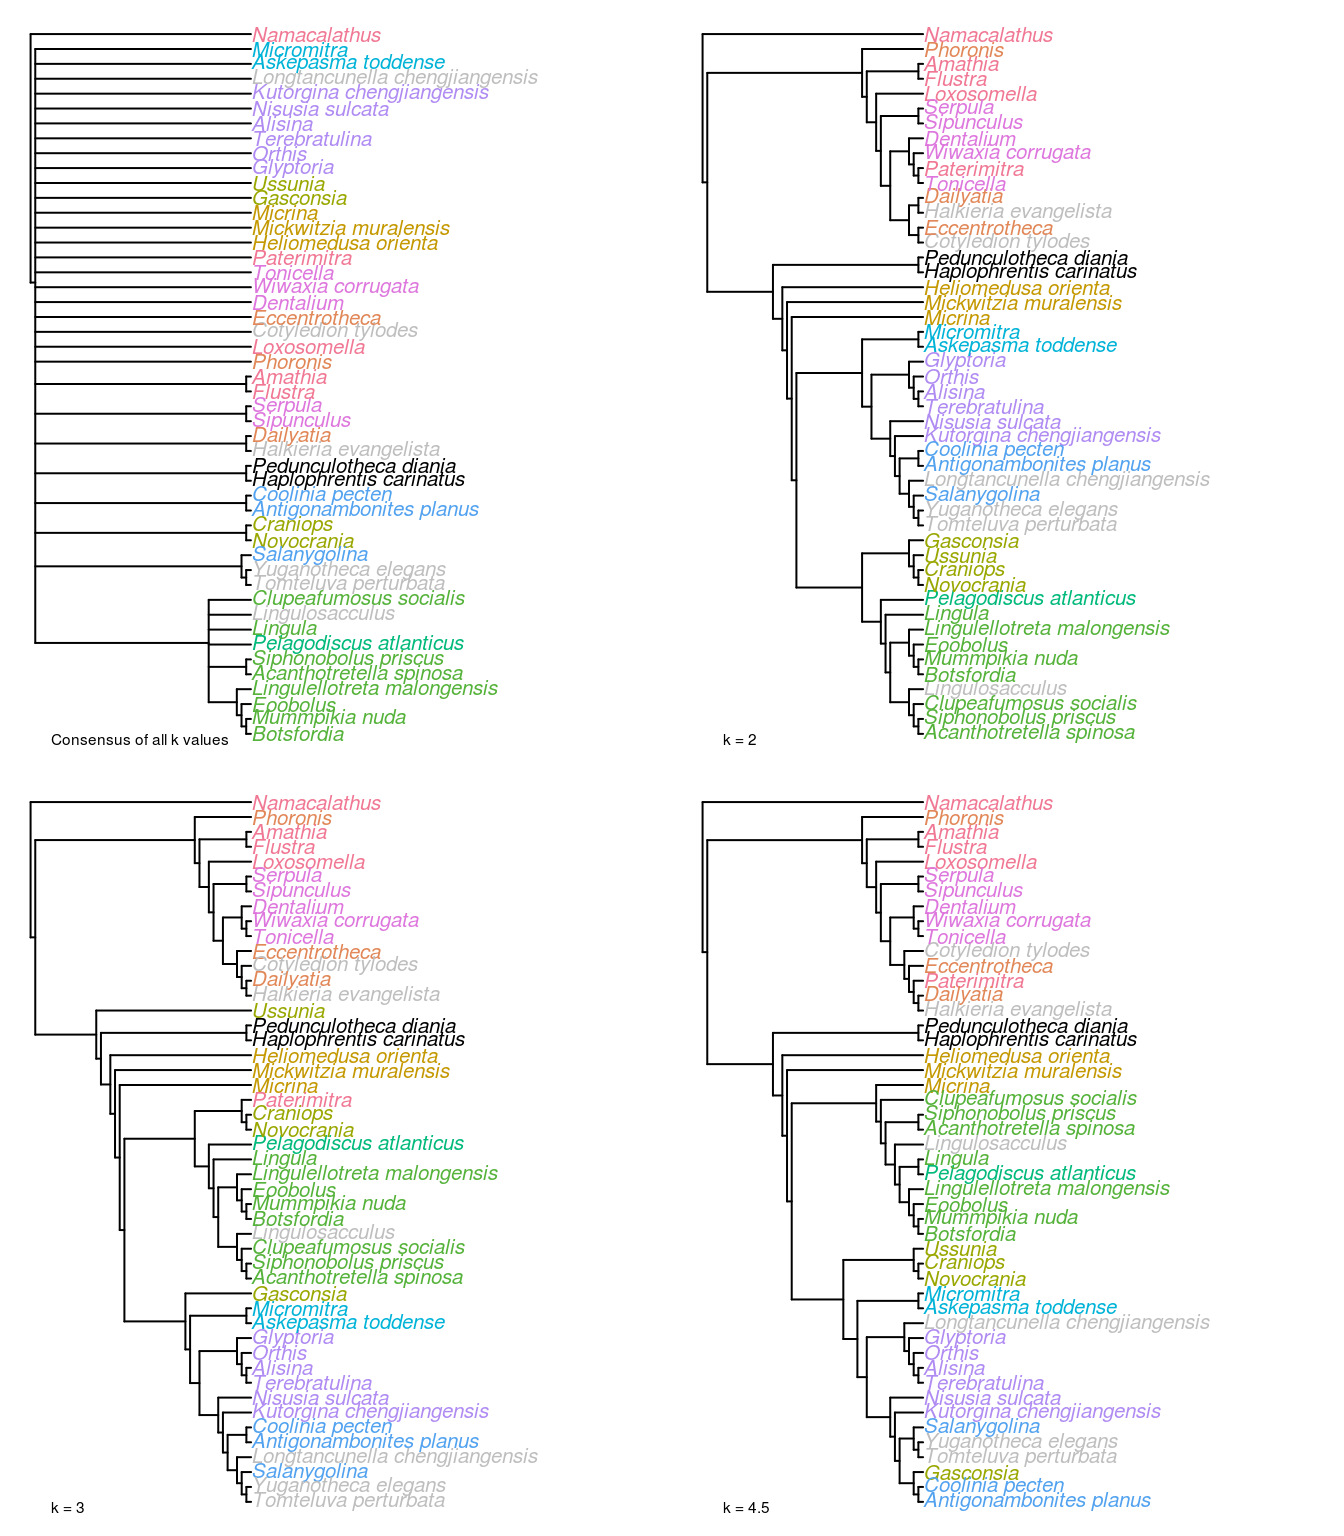 Namacalathus
Micromitra
Askepasma toddense
Longtancunella chengjiangensis
Kutorgina chengjiangensis
Nisusia sulcata
Alisina
Terebratulina
Orthis
Glyptoria
Ussunia
Gasconsia
Micrina
Mickwitzia muralensis
Heliomedusa orienta
Paterimitra
Tonicella
Wiwaxia corrugata
Dentalium
Eccentrotheca
Cotyledion tylodes
Loxosomella
Phoronis
Amathia
Flustra
Serpula
Sipunculus
Dailyatia
Halkieria evangelista
Pedunculotheca diania
Haplophrentis carinatus
Coolinia pecten
Antigonambonites planus
Craniops
Novocrania
Salanygolina
Yuganotheca elegans
Tomteluva perturbata
Clupeafumosus socialis
Lingulosacculus
Lingula
Pelagodiscus atlanticus
Siphonobolus priscus
Acanthotretella spinosa
Lingulellotreta malongensis
Eoobolus
Mummpikia nuda
Botsfordia
Consensus of all k values
Namacalathus
Phoronis
Amathia
Flustra
Loxosomella
Serpula
Sipunculus
Dentalium
Wiwaxia corrugata
Paterimitra
Tonicella
Dailyatia
Halkieria evangelista
Eccentrotheca
Cotyledion tylodes
Pedunculotheca diania
Haplophrentis carinatus
Heliomedusa orienta
Mickwitzia muralensis
Micrina
Micromitra
Askepasma toddense
Glyptoria
Orthis
Alisina
Terebratulina
Nisusia sulcata
Kutorgina chengjiangensis
Coolinia pecten
Antigonambonites planus
Longtancunella chengjiangensis
Salanygolina
Yuganotheca elegans
Tomteluva perturbata
Gasconsia
Ussunia
Craniops
Novocrania
Pelagodiscus atlanticus
Lingula
Lingulellotreta malongensis
Eoobolus
Mummpikia nuda
Botsfordia
Lingulosacculus
Clupeafumosus socialis
Siphonobolus priscus
Acanthotretella spinosa
k = 2
Namacalathus
Phoronis
Amathia
Flustra
Loxosomella
Serpula
Sipunculus
Dentalium
Wiwaxia corrugata
Tonicella
Eccentrotheca
Cotyledion tylodes
Dailyatia
Halkieria evangelista
Ussunia
Pedunculotheca diania
Haplophrentis carinatus
Heliomedusa orienta
Mickwitzia muralensis
Micrina
Paterimitra
Craniops
Novocrania
Pelagodiscus atlanticus
Lingula
Lingulellotreta malongensis
Eoobolus
Mummpikia nuda
Botsfordia
Lingulosacculus
Clupeafumosus socialis
Siphonobolus priscus
Acanthotretella spinosa
Gasconsia
Micromitra
Askepasma toddense
Glyptoria
Orthis
Alisina
Terebratulina
Nisusia sulcata
Kutorgina chengjiangensis
Coolinia pecten
Antigonambonites planus
Longtancunella chengjiangensis
Salanygolina
Yuganotheca elegans
Tomteluva perturbata
k = 3
Namacalathus
Phoronis
Amathia
Flustra
Loxosomella
Serpula
Sipunculus
Dentalium
Wiwaxia corrugata
Tonicella
Cotyledion tylodes
Eccentrotheca
Paterimitra
Dailyatia
Halkieria evangelista
Pedunculotheca diania
Haplophrentis carinatus
Heliomedusa orienta
Mickwitzia muralensis
Micrina
Clupeafumosus socialis
Siphonobolus priscus
Acanthotretella spinosa
Lingulosacculus
Lingula
Pelagodiscus atlanticus
Lingulellotreta malongensis
Eoobolus
Mummpikia nuda
Botsfordia
Ussunia
Craniops
Novocrania
Micromitra
Askepasma toddense
Longtancunella chengjiangensis
Glyptoria
Orthis
Alisina
Terebratulina
Nisusia sulcata
Kutorgina chengjiangensis
Salanygolina
Yuganotheca elegans
Tomteluva perturbata
Gasconsia
Coolinia pecten
Antigonambonites planus
k = 4.5